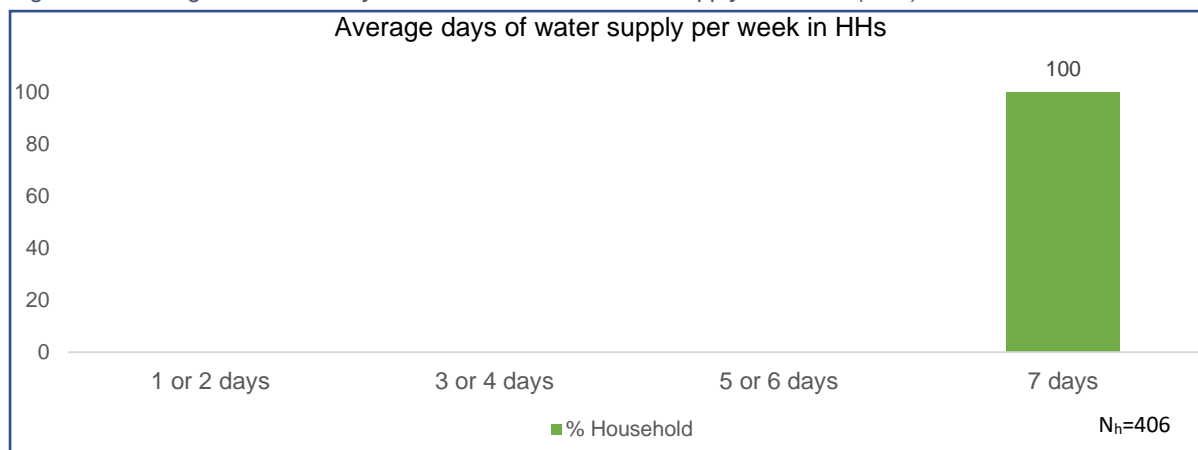 Average days of water supply per week in HHs
100
100
80
60
40
20
0
1 or 2 days
3 or 4 days
5 or 6 days
7 days
% Household
Nₕ=406